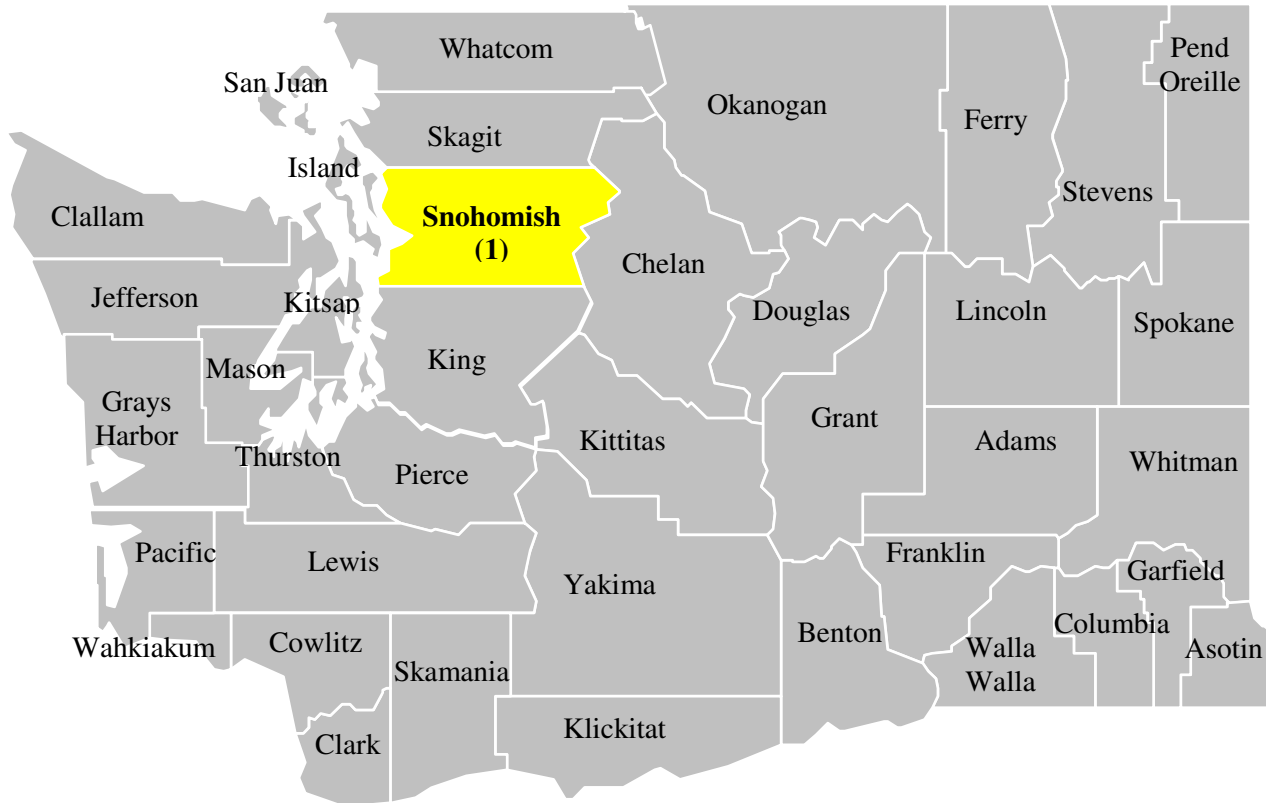 Whatcom
Pend
Oreille
San Juan
Okanogan
Ferry
Skagit
Island
Stevens
Clallam
Snohomish
(1)
Chelan
Jefferson
Kitsap
Douglas
Lincoln
Spokane
King
Mason
Grays
Harbor
Grant
Kittitas
Adams
Thurston
Pierce
Whitman
Pacific
Lewis
Franklin
Yakima
Garfield
Wahkiakum
Cowlitz
Benton
Columbia
Walla
Walla
Asotin
Skamania
Klickitat
Clark